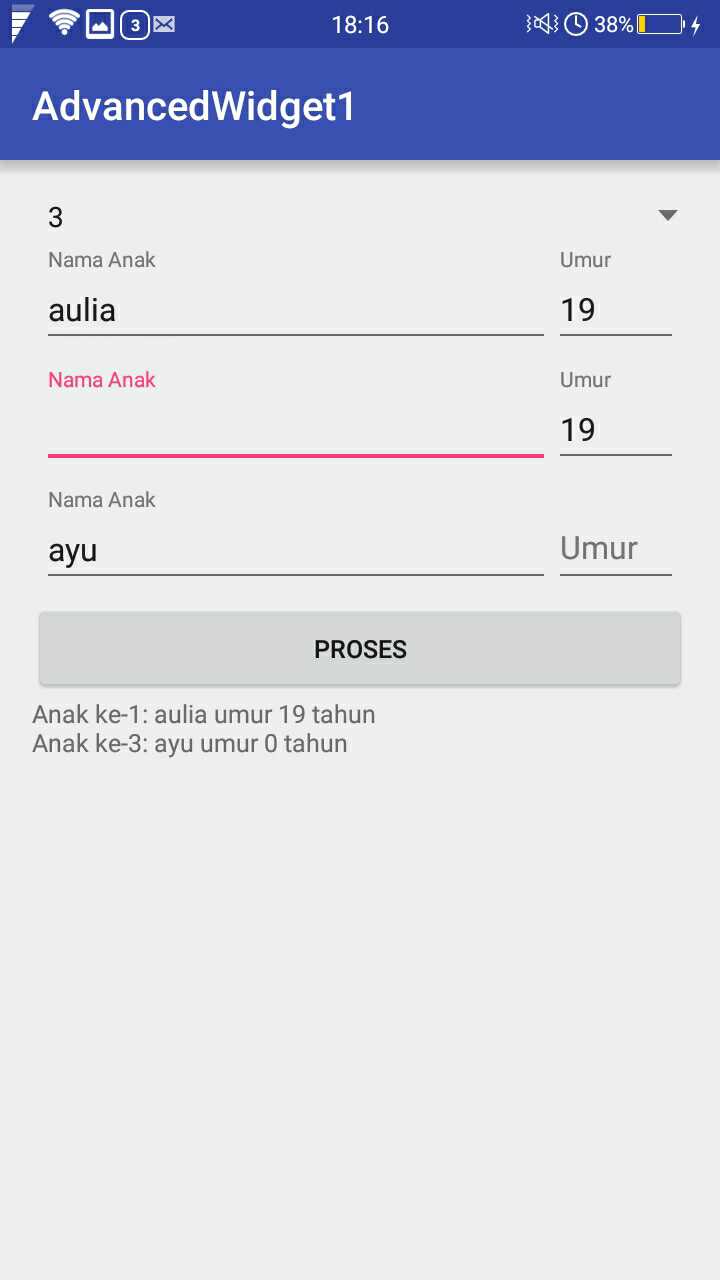 3 18:16 38%
AdvancedWidget1
3
Nama Anak Umur
aulia 19
Nama Anak Umur
19
Nama Anak
ayu Umur
PROSES
Anak ke-1: aulia umur 19 tahun
Anak ke-3: ayu umur 0 tahun